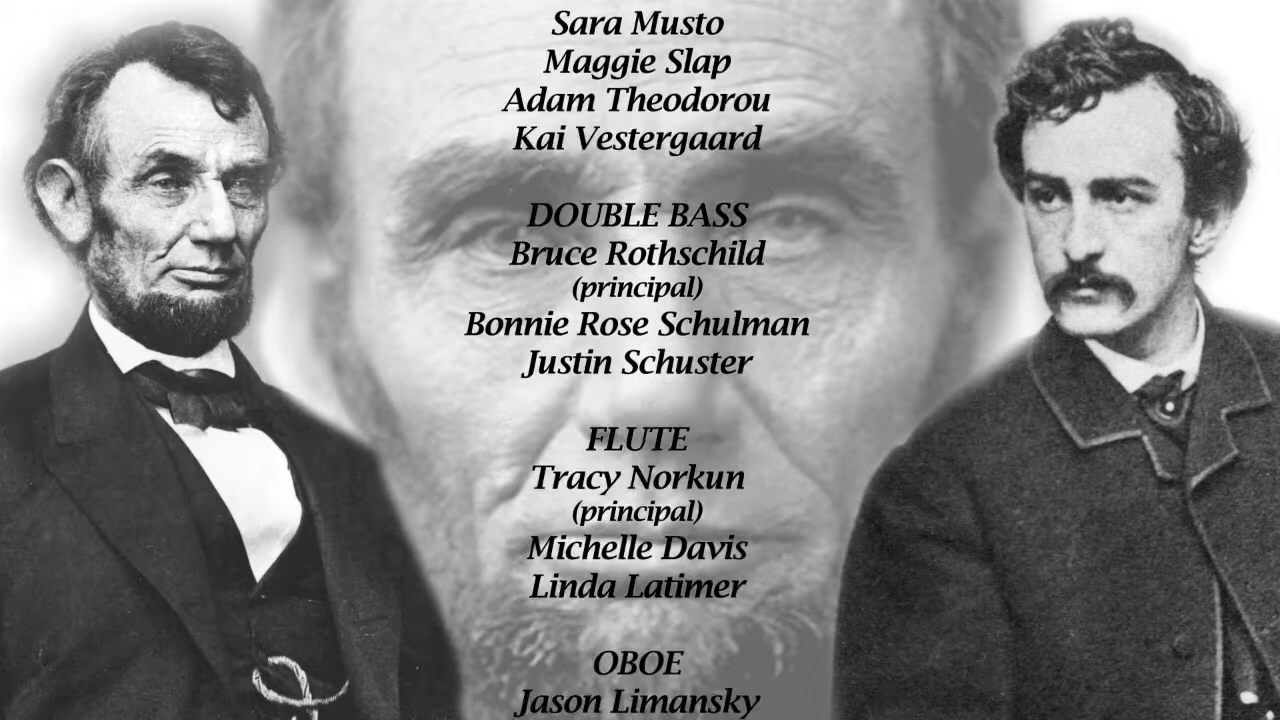 Sara Musto
Maggie Slap
Adam Theodorou
Kai Vestergaard
DOUBLE BASS
Bruce Rothschild
(principal)
Bonnie Rose Schulman
Justin Schuster
FLUTE
Tracy Norkun
(principal)
Michelle Davis
Linda Latimer
OBOE
Jason Limansky